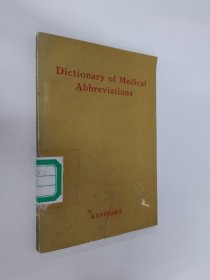 Dictionary of Medical
Abbreviations
KANEHARA